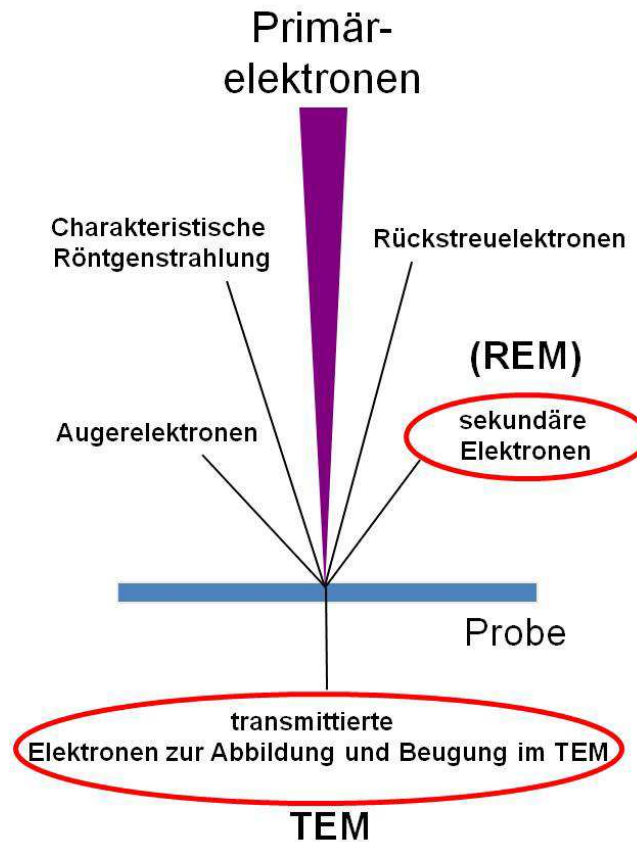 Primär-
elektronen
Charakteristische
Röntgenstrahlung
Rückstreuelektronen
(REM)
Augerelektronen
sekundäre
Elektronen
Probe
transmittierte
Elektronen zur Abbildung und Beugung im TEM
TEM